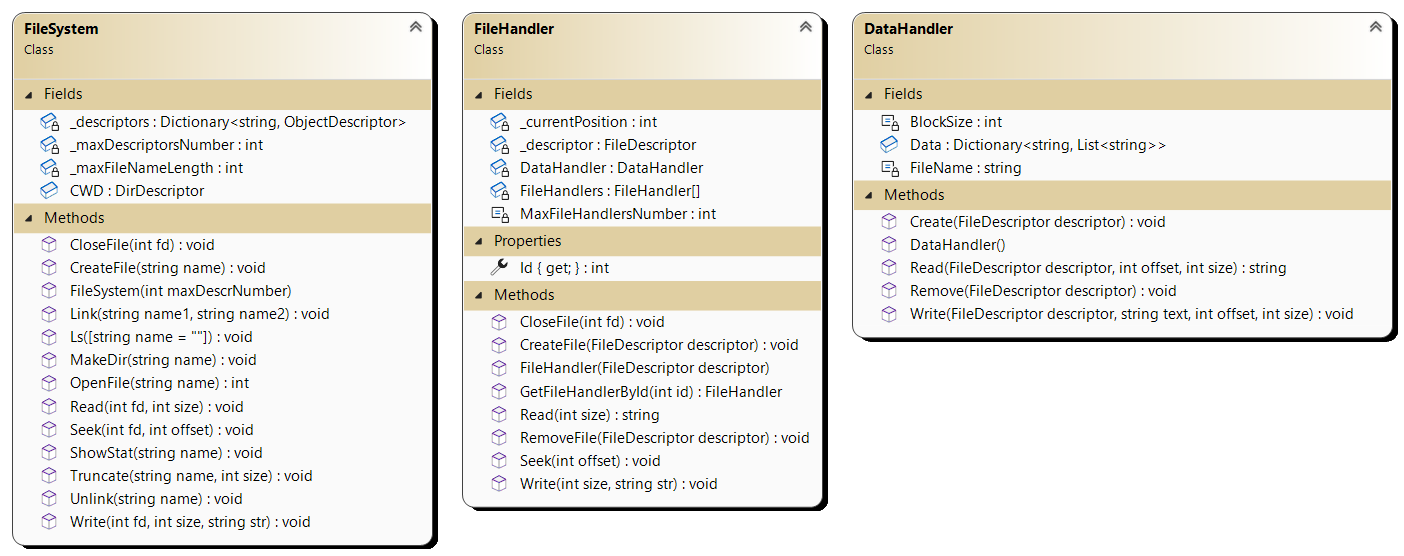 FileSystem
Class
Fields
_descriptors : Dictionary<string, ObjectDescriptor>
_maxDescriptorsNumber : int
_maxFileNameLength : int
CWD : DirDescriptor
Methods
CloseFile(int fd) : void
CreateFile(string name) : void
FileSystem(int maxDescrNumber)
Link(string name1, string name2) : void
Ls([string name = ""]) : void
MakeDir(string name) : void
OpenFile(string name) : int
Read(int fd, int size) : void
Seek(int fd, int offset) : void
ShowStat(string name) : void
Truncate(string name, int size) : void
Unlink(string name) : void
Write(int fd, int size, string str) : void
FileHandler
Class
Fields
_currentPosition : int
_descriptor : FileDescriptor
DataHandler : DataHandler
FileHandlers : FileHandler[]
MaxFileHandlersNumber : int
Properties
Id { get; } : int
Methods
CloseFile(int fd) : void
CreateFile(FileDescriptor descriptor) : void
FileHandler(FileDescriptor descriptor)
GetFileHandlerById(int id) : FileHandler
Read(int size) : string
RemoveFile(FileDescriptor descriptor) : void
Seek(int offset) : void
Write(int size, string str) : void
DataHandler
Class
Fields
BlockSize : int
Data : Dictionary<string, List<string>>
FileName : string
Methods
Create(FileDescriptor descriptor) : void
DataHandler()
Read(FileDescriptor descriptor, int offset, int size) : string
Remove(FileDescriptor descriptor) : void
Write(FileDescriptor descriptor, string text, int offset, int size) : void